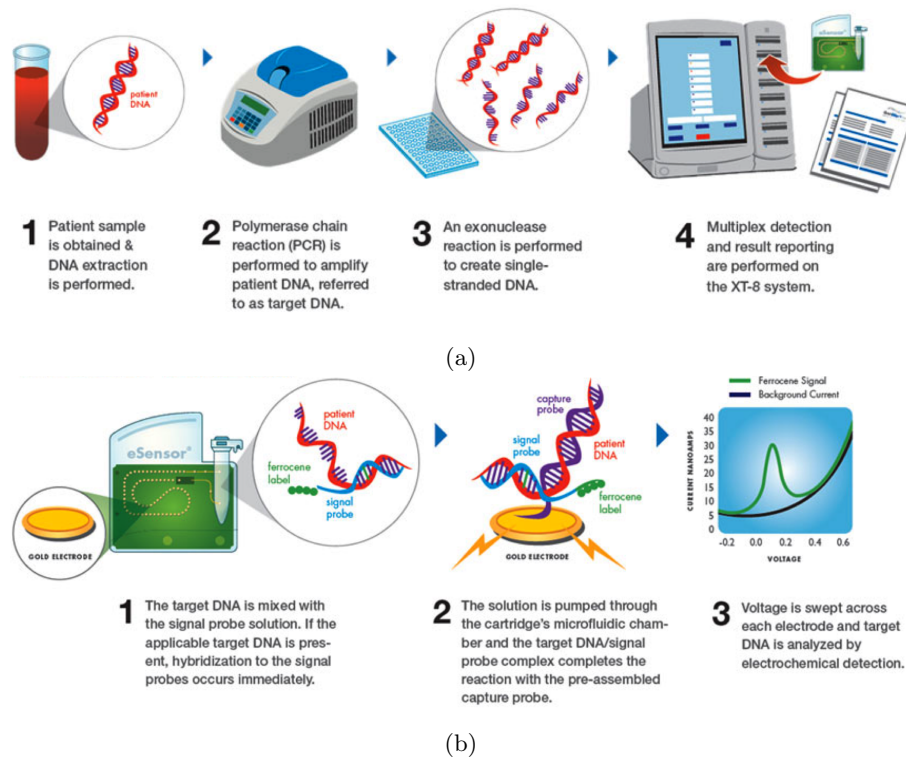 patient
DNA
1 Patient sample
is obtained &
DNA extraction
is performed.
2 Polymerase chain
reaction (PCR) is
performed to amplify
patient DNA, referred
to as target DNA.
3 An exonuclease
reaction is performed
to create single-
stranded DNA.
4 Multiplex detection
and result reporting
are performed on
the XT-8 system.
(a)
eSensor®
GOLD ELECTRODE
patient
DNA
ferrocene
label
signal
probe
capture
probe
signal
probe
patient
DNA
ferrocene
label
GOLD ELECTRODE
Ferrocene Signal
Background Current
CURRENT NANOAMPS
40
35
30
25
20
15
10
5
0
-0.2 0.0 0.2 0.4 0.6
VOLTAGE
1 The target DNA is mixed with
the signal probe solution. If the
applicable target DNA is pres-
ent, hybridization to the signal
probes occurs immediately.
2 The solution is pumped through
the cartridge's microfluidic cham-
ber and the target DNA/signal
probe complex completes the
reaction with the pre-assembled
capture probe.
3 Voltage is swept across
each electrode and target
DNA is analyzed by
electrochemical detection.
(b)